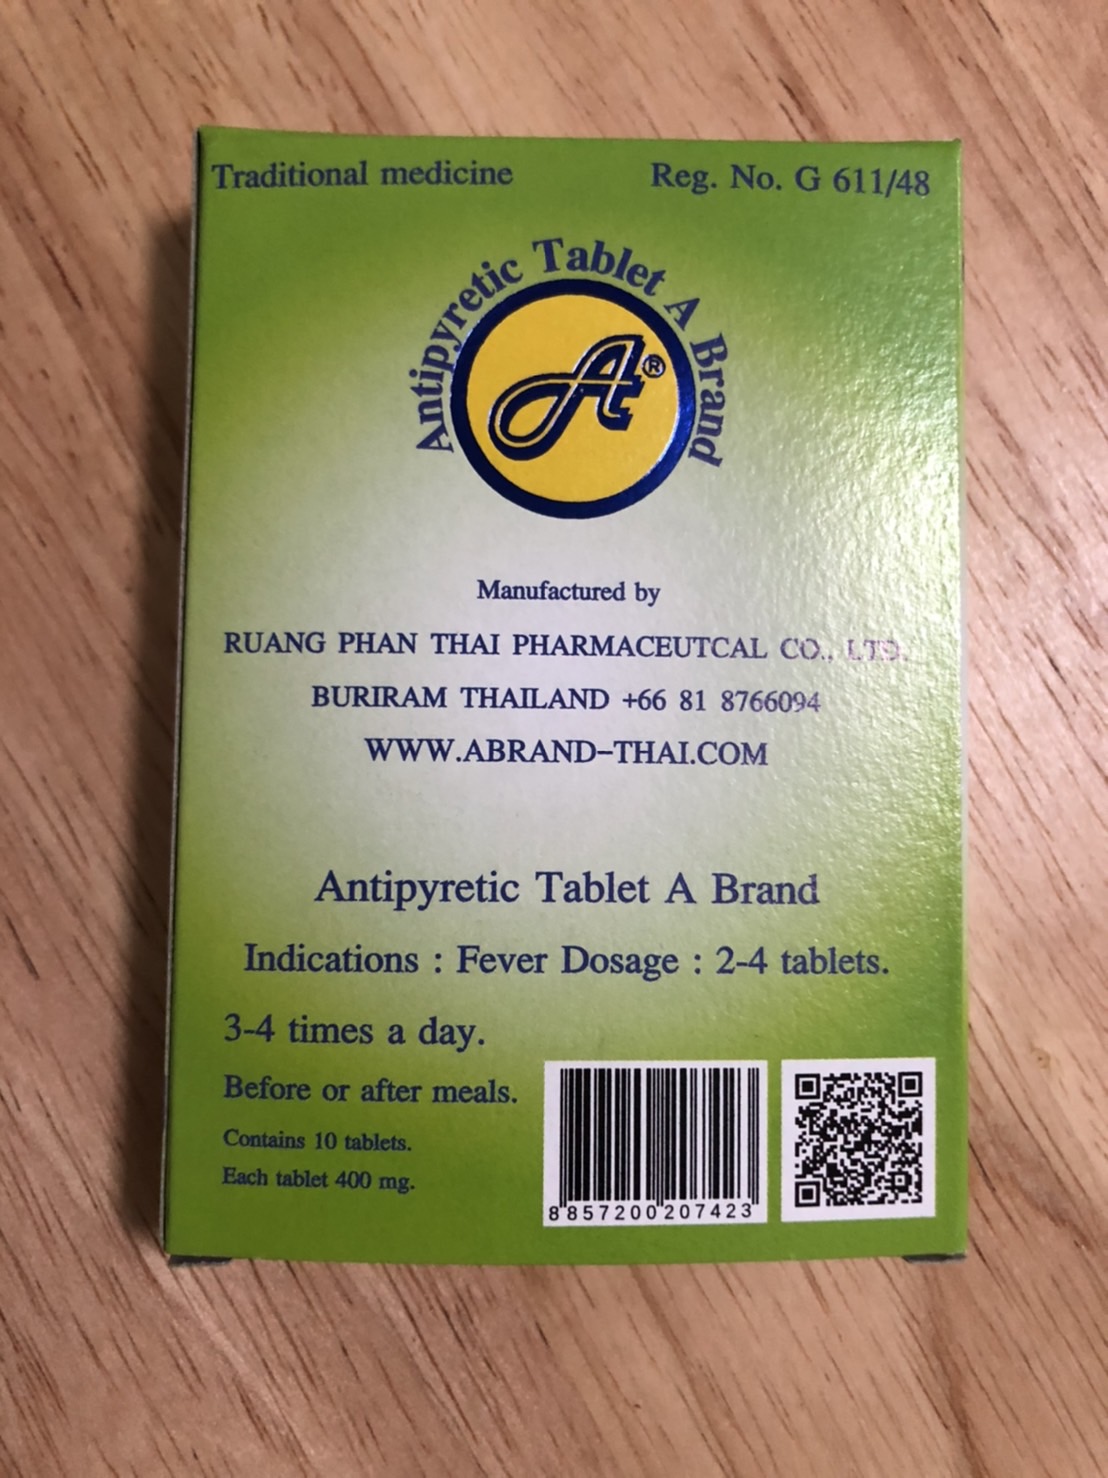 Traditional medicine Reg. No. G 611/48
Antipyretic Tablet A Brand
A®
Manufactured by
RUANG PHAN THAI PHARMACEUTCAL CO., LTD.
BURIRAM THAILAND +66 81 8766094
WWW.ABRAND-THAI.COM
Antipyretic Tablet A Brand
Indications : Fever Dosage : 2-4 tablets.
3-4 times a day.
Before or after meals.
Contains 10 tablets.
Each tablet 400 mg.
8857200207423